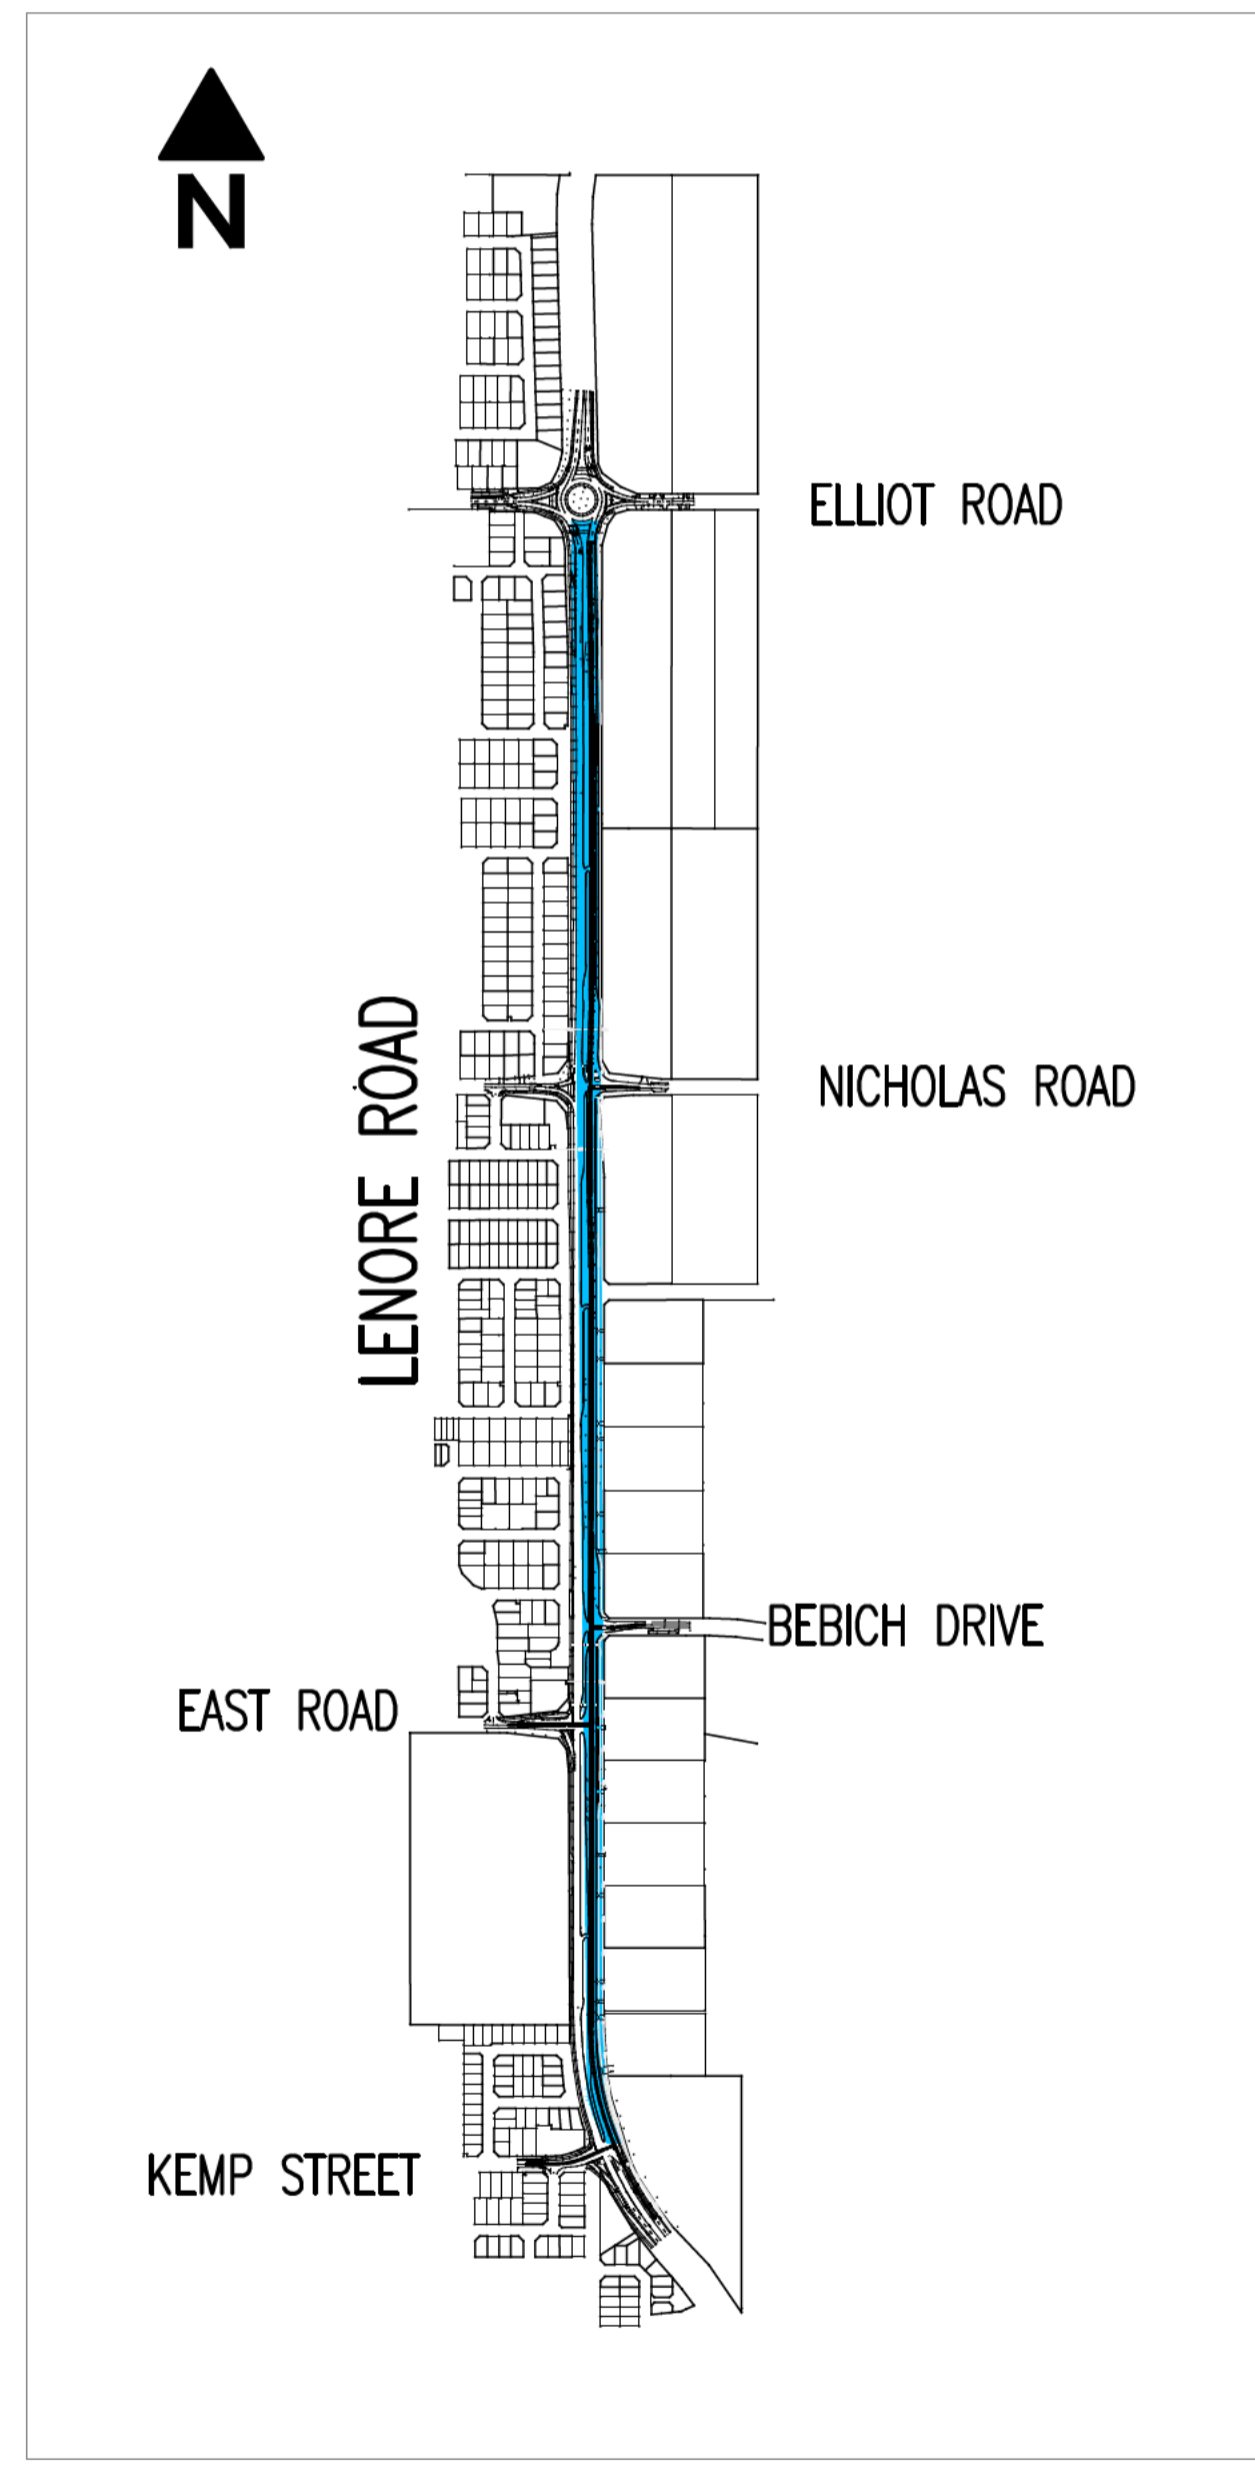 N
ELLIOT ROAD
NICHOLAS ROAD
LENORE ROAD
BEBICH DRIVE
EAST ROAD
KEMP STREET